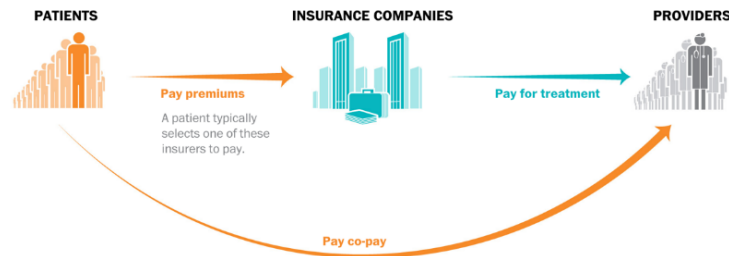 PATIENTS
INSURANCE COMPANIES
PROVIDERS
Pay premiums
Pay for treatment
A patient typically
selects one of these
insurers to pay.
Pay co-pay